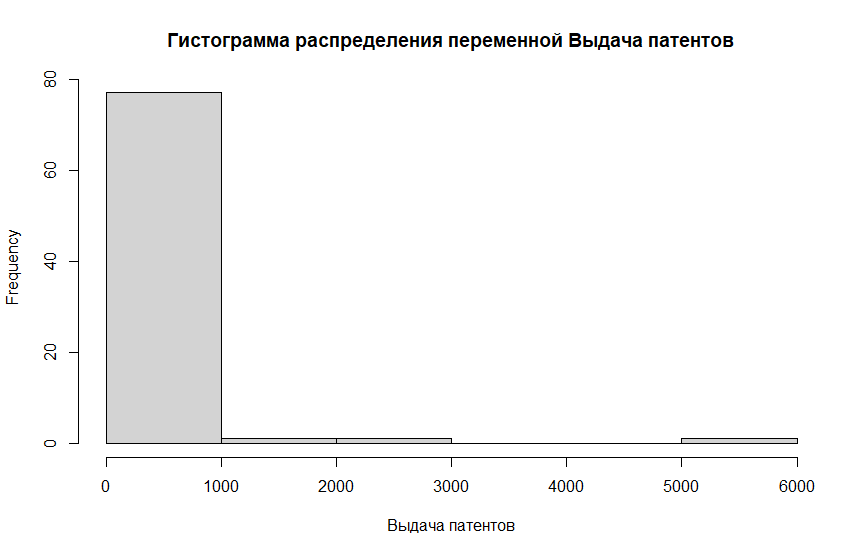 Гистограмма распределения переменной Выдача патентов
80
60
40
20
0
Frequency
0 1000 2000 3000 4000 5000 6000
Выдача патентов